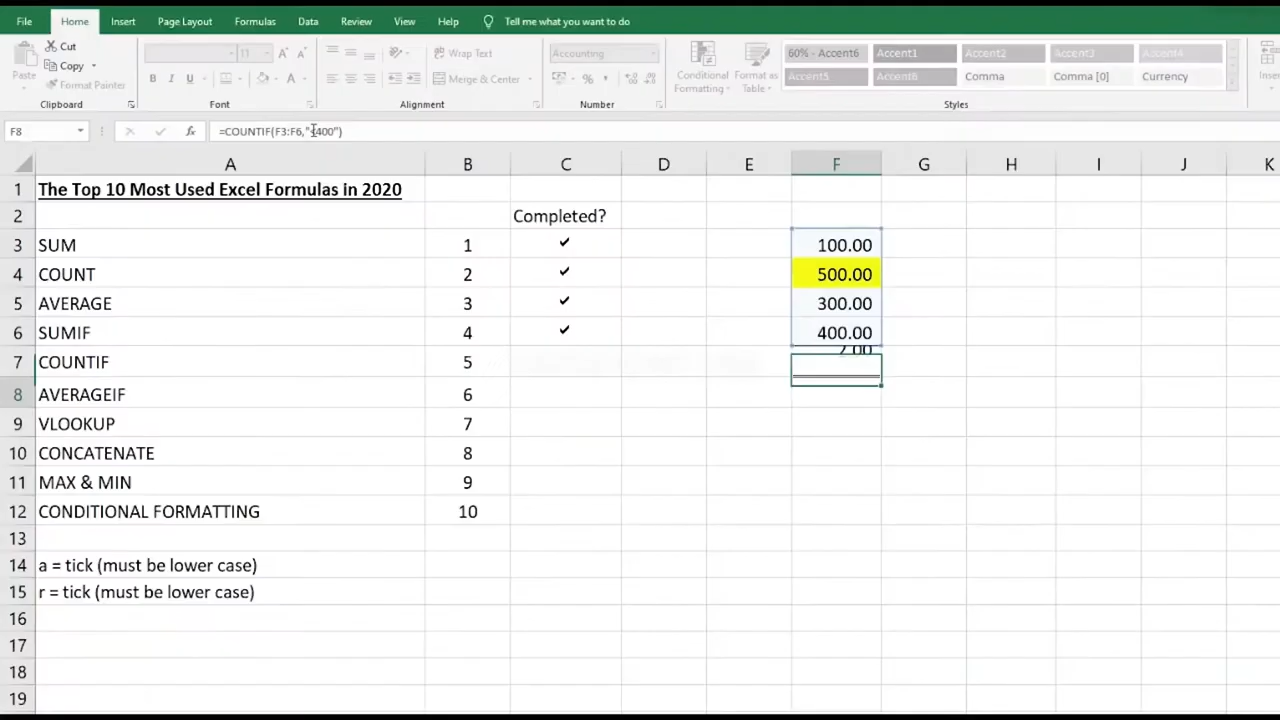 File Home Insert Page Layout Formulas Data Review View Help Tell me what you want to do
Cut
Copy
Format Painter
Paste
Clipboard
11
B I U
Font
Wrap Text
Merge & Center
Alignment
Accounting
Number
Conditional Formatting
Format as Table
60% - Accent6 Accent1 Accent2 Accent3 Accent4
Accent5 Accent6 Comma Comma [0] Currency
Styles
F8 fx
A B C D E F G H I J K
1 The Top 10 Most Used Excel Formulas in 2020
2 Completed?
3 SUM 1 ✔ 100.00
4 COUNT 2 ✔ 500.00
5 AVERAGE 3 ✔ 300.00
6 SUMIF 4 ✔ 400.00
7 COUNTIF 5 2.00
8 AVERAGEIF 6
9 VLOOKUP 7
10 CONCATENATE 8
11 MAX & MIN 9
12 CONDITIONAL FORMATTING 10
13
14 a = tick (must be lower case)
15 r = tick (must be lower case)
16
17
18
19